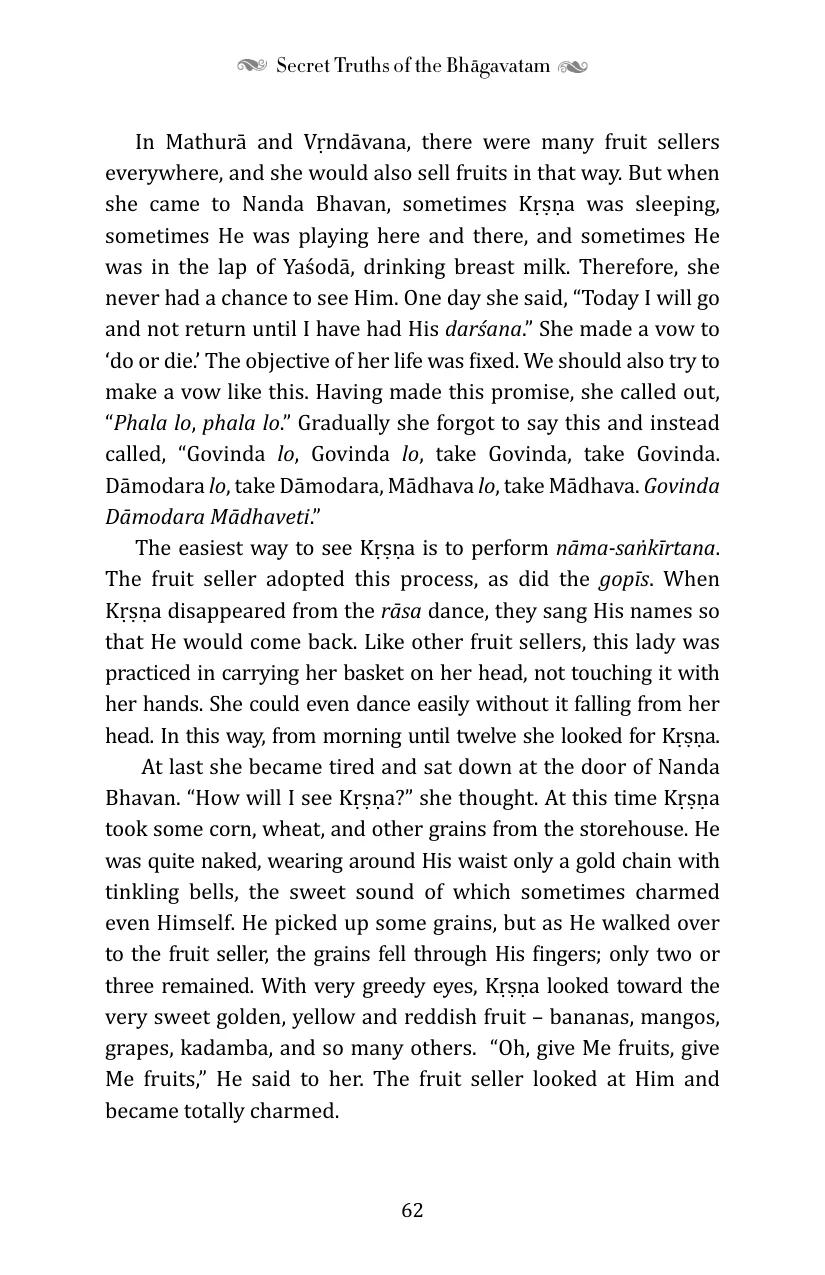 Secret Truths of the Bhāgavatam
In Mathurā and Vṛndāvana, there were many fruit sellers
everywhere, and she would also sell fruits in that way. But when
she came to Nanda Bhavan, sometimes Kṛṣṇa was sleeping,
sometimes He was playing here and there, and sometimes He
was in the lap of Yaśodā, drinking breast milk. Therefore, she
never had a chance to see Him. One day she said, “Today I will go
and not return until I have had His darśana.” She made a vow to
‘do or die.’ The objective of her life was fixed. We should also try to
make a vow like this. Having made this promise, she called out,
“Phala lo, phala lo.” Gradually she forgot to say this and instead
called, “Govinda lo, Govinda lo, take Govinda, take Govinda.
Dāmodara lo, take Dāmodara, Mādhava lo, take Mādhava. Govinda
Dāmodara Mādhaveti.”
The easiest way to see Kṛṣṇa is to perform nāma-saṅkīrtana.
The fruit seller adopted this process, as did the gopīs. When
Kṛṣṇa disappeared from the rāsa dance, they sang His names so
that He would come back. Like other fruit sellers, this lady was
practiced in carrying her basket on her head, not touching it with
her hands. She could even dance easily without it falling from her
head. In this way, from morning until twelve she looked for Kṛṣṇa.
At last she became tired and sat down at the door of Nanda
Bhavan. “How will I see Kṛṣṇa?” she thought. At this time Kṛṣṇa
took some corn, wheat, and other grains from the storehouse. He
was quite naked, wearing around His waist only a gold chain with
tinkling bells, the sweet sound of which sometimes charmed
even Himself. He picked up some grains, but as He walked over
to the fruit seller, the grains fell through His fingers; only two or
three remained. With very greedy eyes, Kṛṣṇa looked toward the
very sweet golden, yellow and reddish fruit – bananas, mangos,
grapes, kadamba, and so many others. “Oh, give Me fruits, give
Me fruits,” He said to her. The fruit seller looked at Him and
became totally charmed.
62